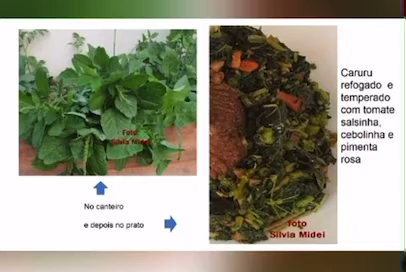 Foto
Silvia Midei
No canteiro
e depois no prato
foto
Silvia Midei
Caruru
refogado e
temperado
com tomate
salsinha,
cebolinha e
pimenta
rosa